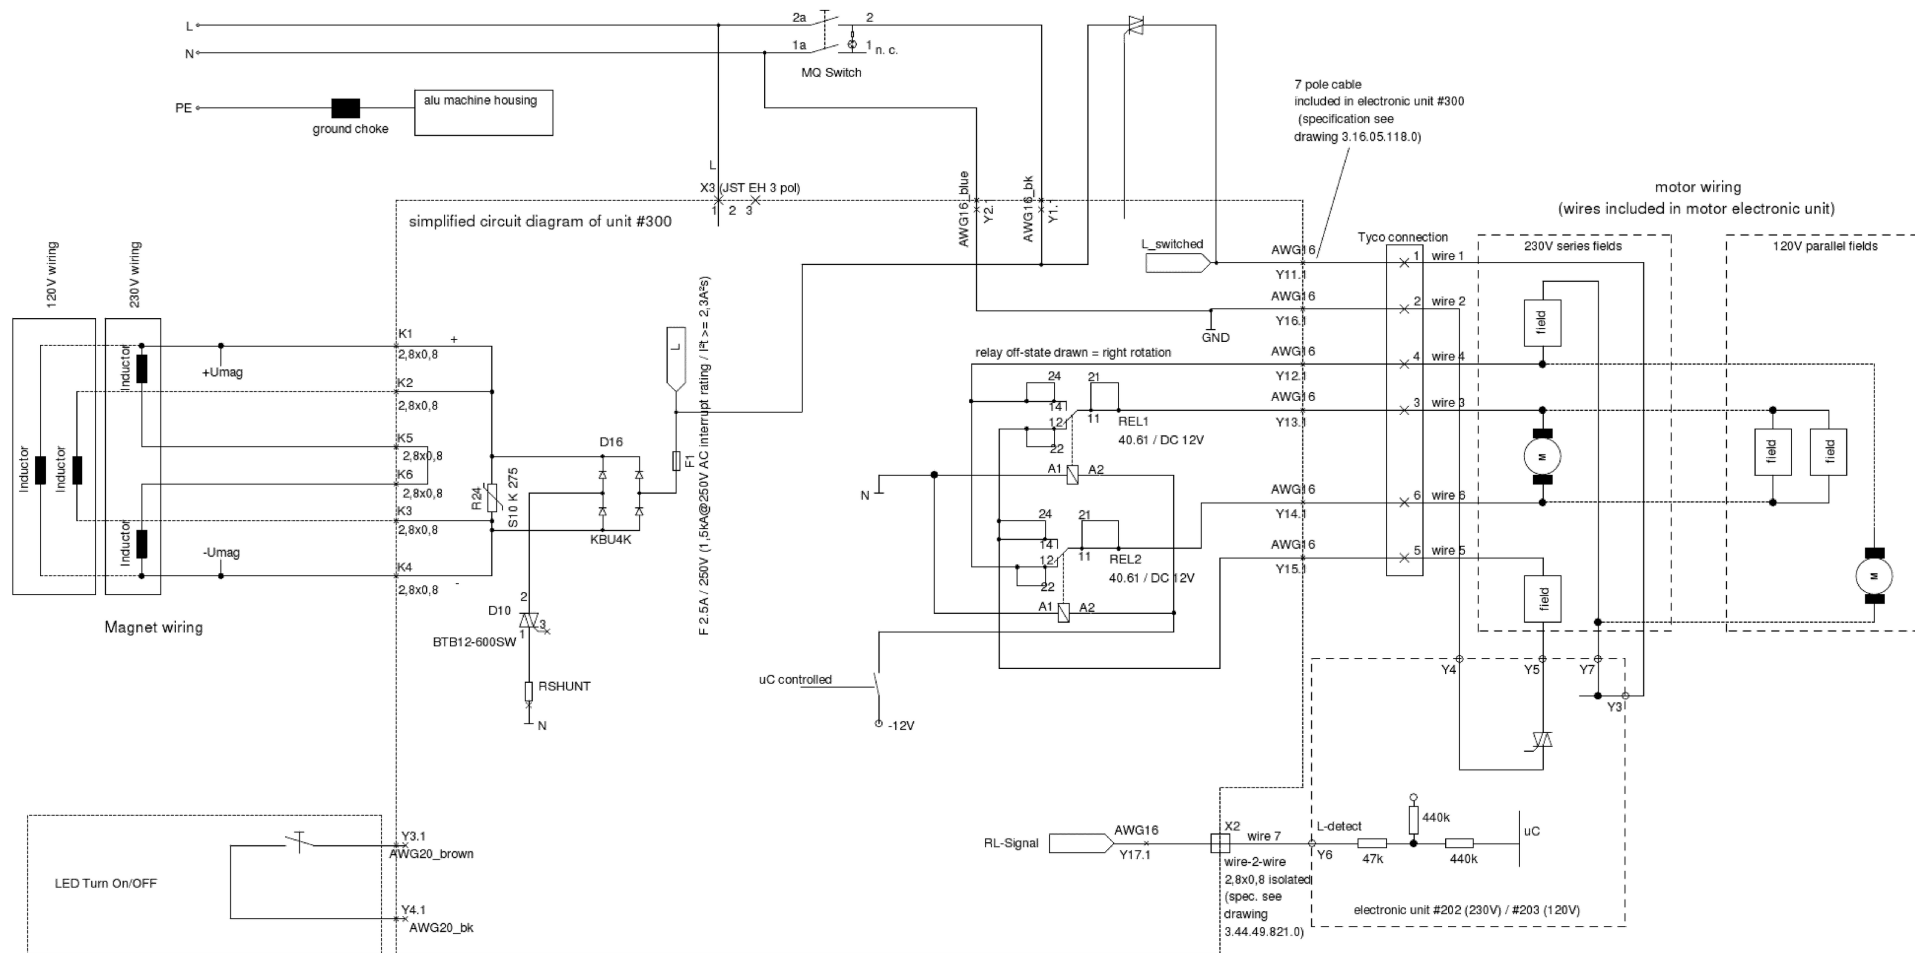 L
N
PE
2a
2
1a
1 n. c.
MQ Switch
alu machine housing
ground choke
7 pole cable
included in electronic unit #300
(specification see
drawing 3.16.05.118.0)
L
X3 (JST EH 3 pol)
1 2 3
AWG16_blue
Y2.1
AWG16_bk
Y1.1
simplified circuit diagram of unit #300
motor wiring
(wires included in motor electronic unit)
120V wiring
230V wiring
Inductor
Inductor
Inductor
Inductor
+Umag
-Umag
Magnet wiring
K1
2,8x0,8
+
K2
2,8x0,8
K5
2,8x0,8
K6
2,8x0,8
K3
2,8x0,8
K4
2,8x0,8
-
R24
S10 K 275
D16
KBU4K
L
F1
F 2.5A / 250V (1,5kA@250V AC interrupt rating / I²t >= 2,3A²s)
D10
2
3
1
BTB12-600SW
RSHUNT
N
L_switched
GND
relay off-state drawn = right rotation
24
21
14
12
11
22
REL1
40.61 / DC 12V
A1
A2
N
24
21
14
12
11
22
REL2
40.61 / DC 12V
A1
A2
uC controlled
-12V
AWG16
Y11.1
AWG16
Y16.1
AWG16
Y12.1
AWG16
Y13.1
AWG16
Y14.1
AWG16
Y15.1
Tyco connection
1 wire 1
2 wire 2
4 wire 4
3 wire 3
6 wire 6
5 wire 5
230V series fields
field
M
field
120V parallel fields
field
field
M
Y4
Y5
Y7
Y3
RL-Signal
AWG16
Y17.1
X2
wire 7
wire-2-wire
2,8x0,8 isolated
(spec. see
drawing
3.44.49.821.0)
L-detect
Y6
47k
440k
440k
uC
electronic unit #202 (230V) / #203 (120V)
LED Turn On/OFF
Y3.1
AWG20_brown
Y4.1
AWG20_bk